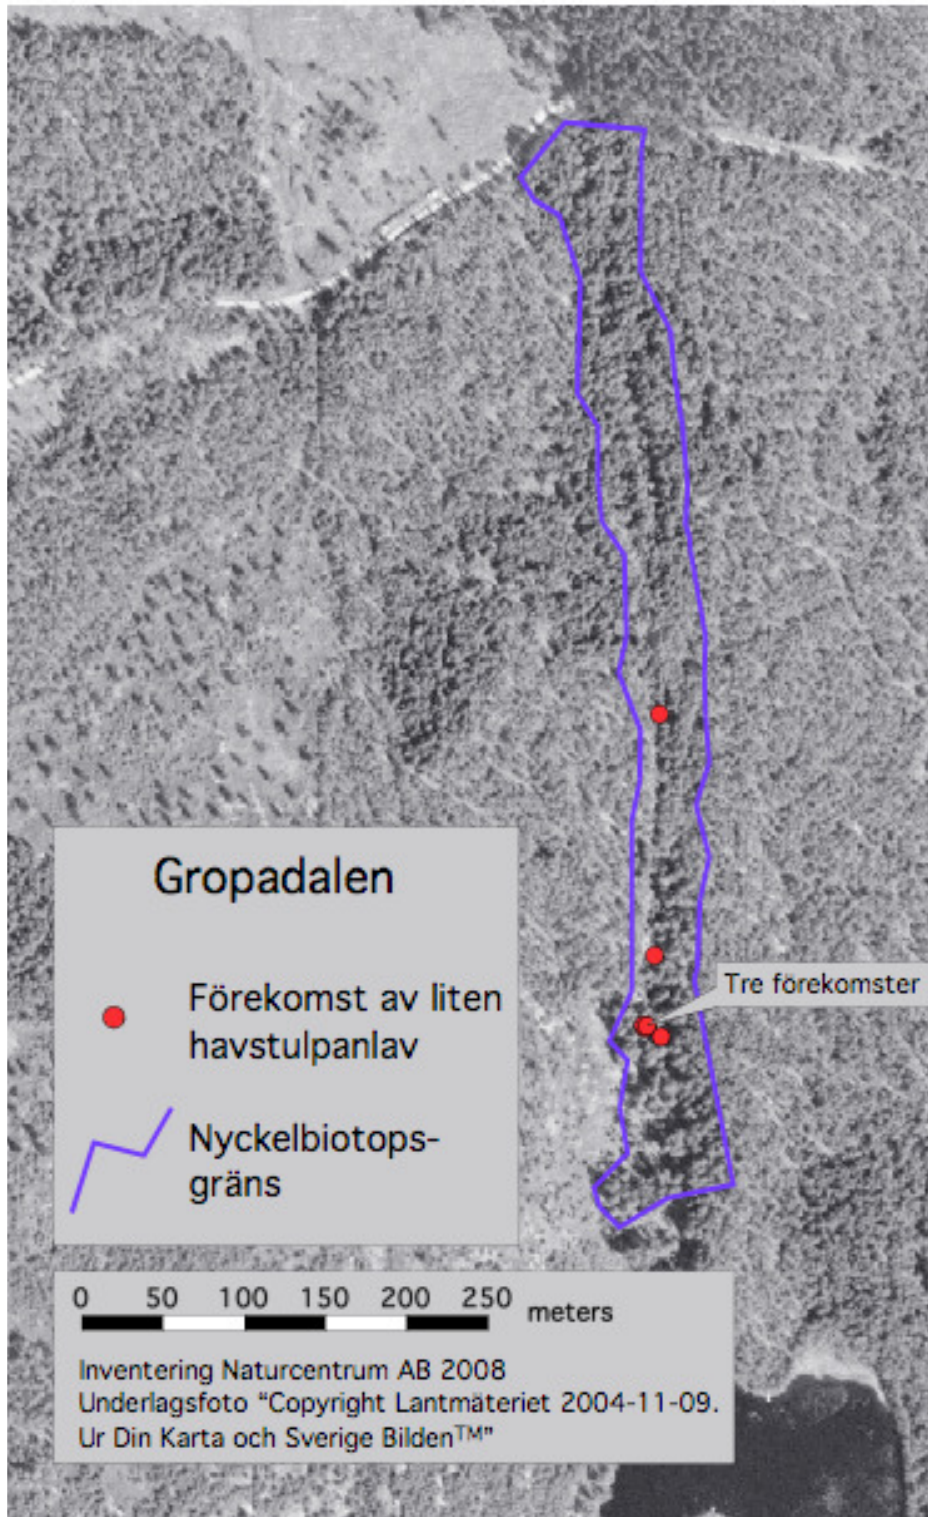 Tre förekomster
Gropadalen
Förekomst av liten
havstulpanlav
Nyckelbiotops-
gräns
0 50 100 150 200 250 meters
Inventering Naturcentrum AB 2008
Underlagsfoto “Copyright Lantmäteriet 2004-11-09.
Ur Din Karta och Sverige Bilden™”